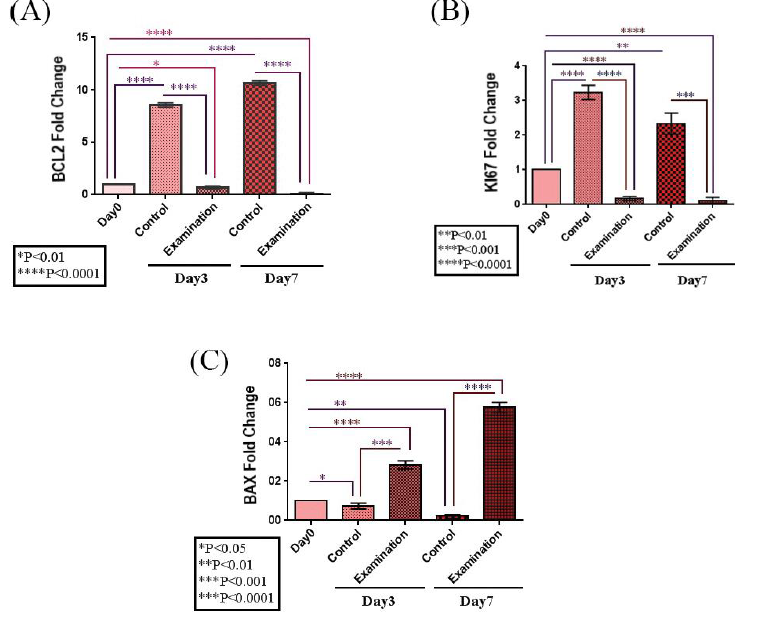 (A)
BCL2 Fold Change
15
10
5
0
****
****
*
****
****
****
Day0
Control
Examination
Control
Examination
Day3
Day7
*P<0.01
****P<0.0001
(B)
KI67 Fold Change
4
3
2
1
0
****
**
****
****
****
***
Day0
Control
Examination
Control
Examination
Day3
Day7
**P<0.01
***P<0.001
****P<0.0001
(C)
BAX Fold Change
08
06
04
02
00
****
****
**
****
***
*
Day0
Control
Examination
Control
Examination
Day3
Day7
*P<0.05
**P<0.01
***P<0.001
***P<0.0001